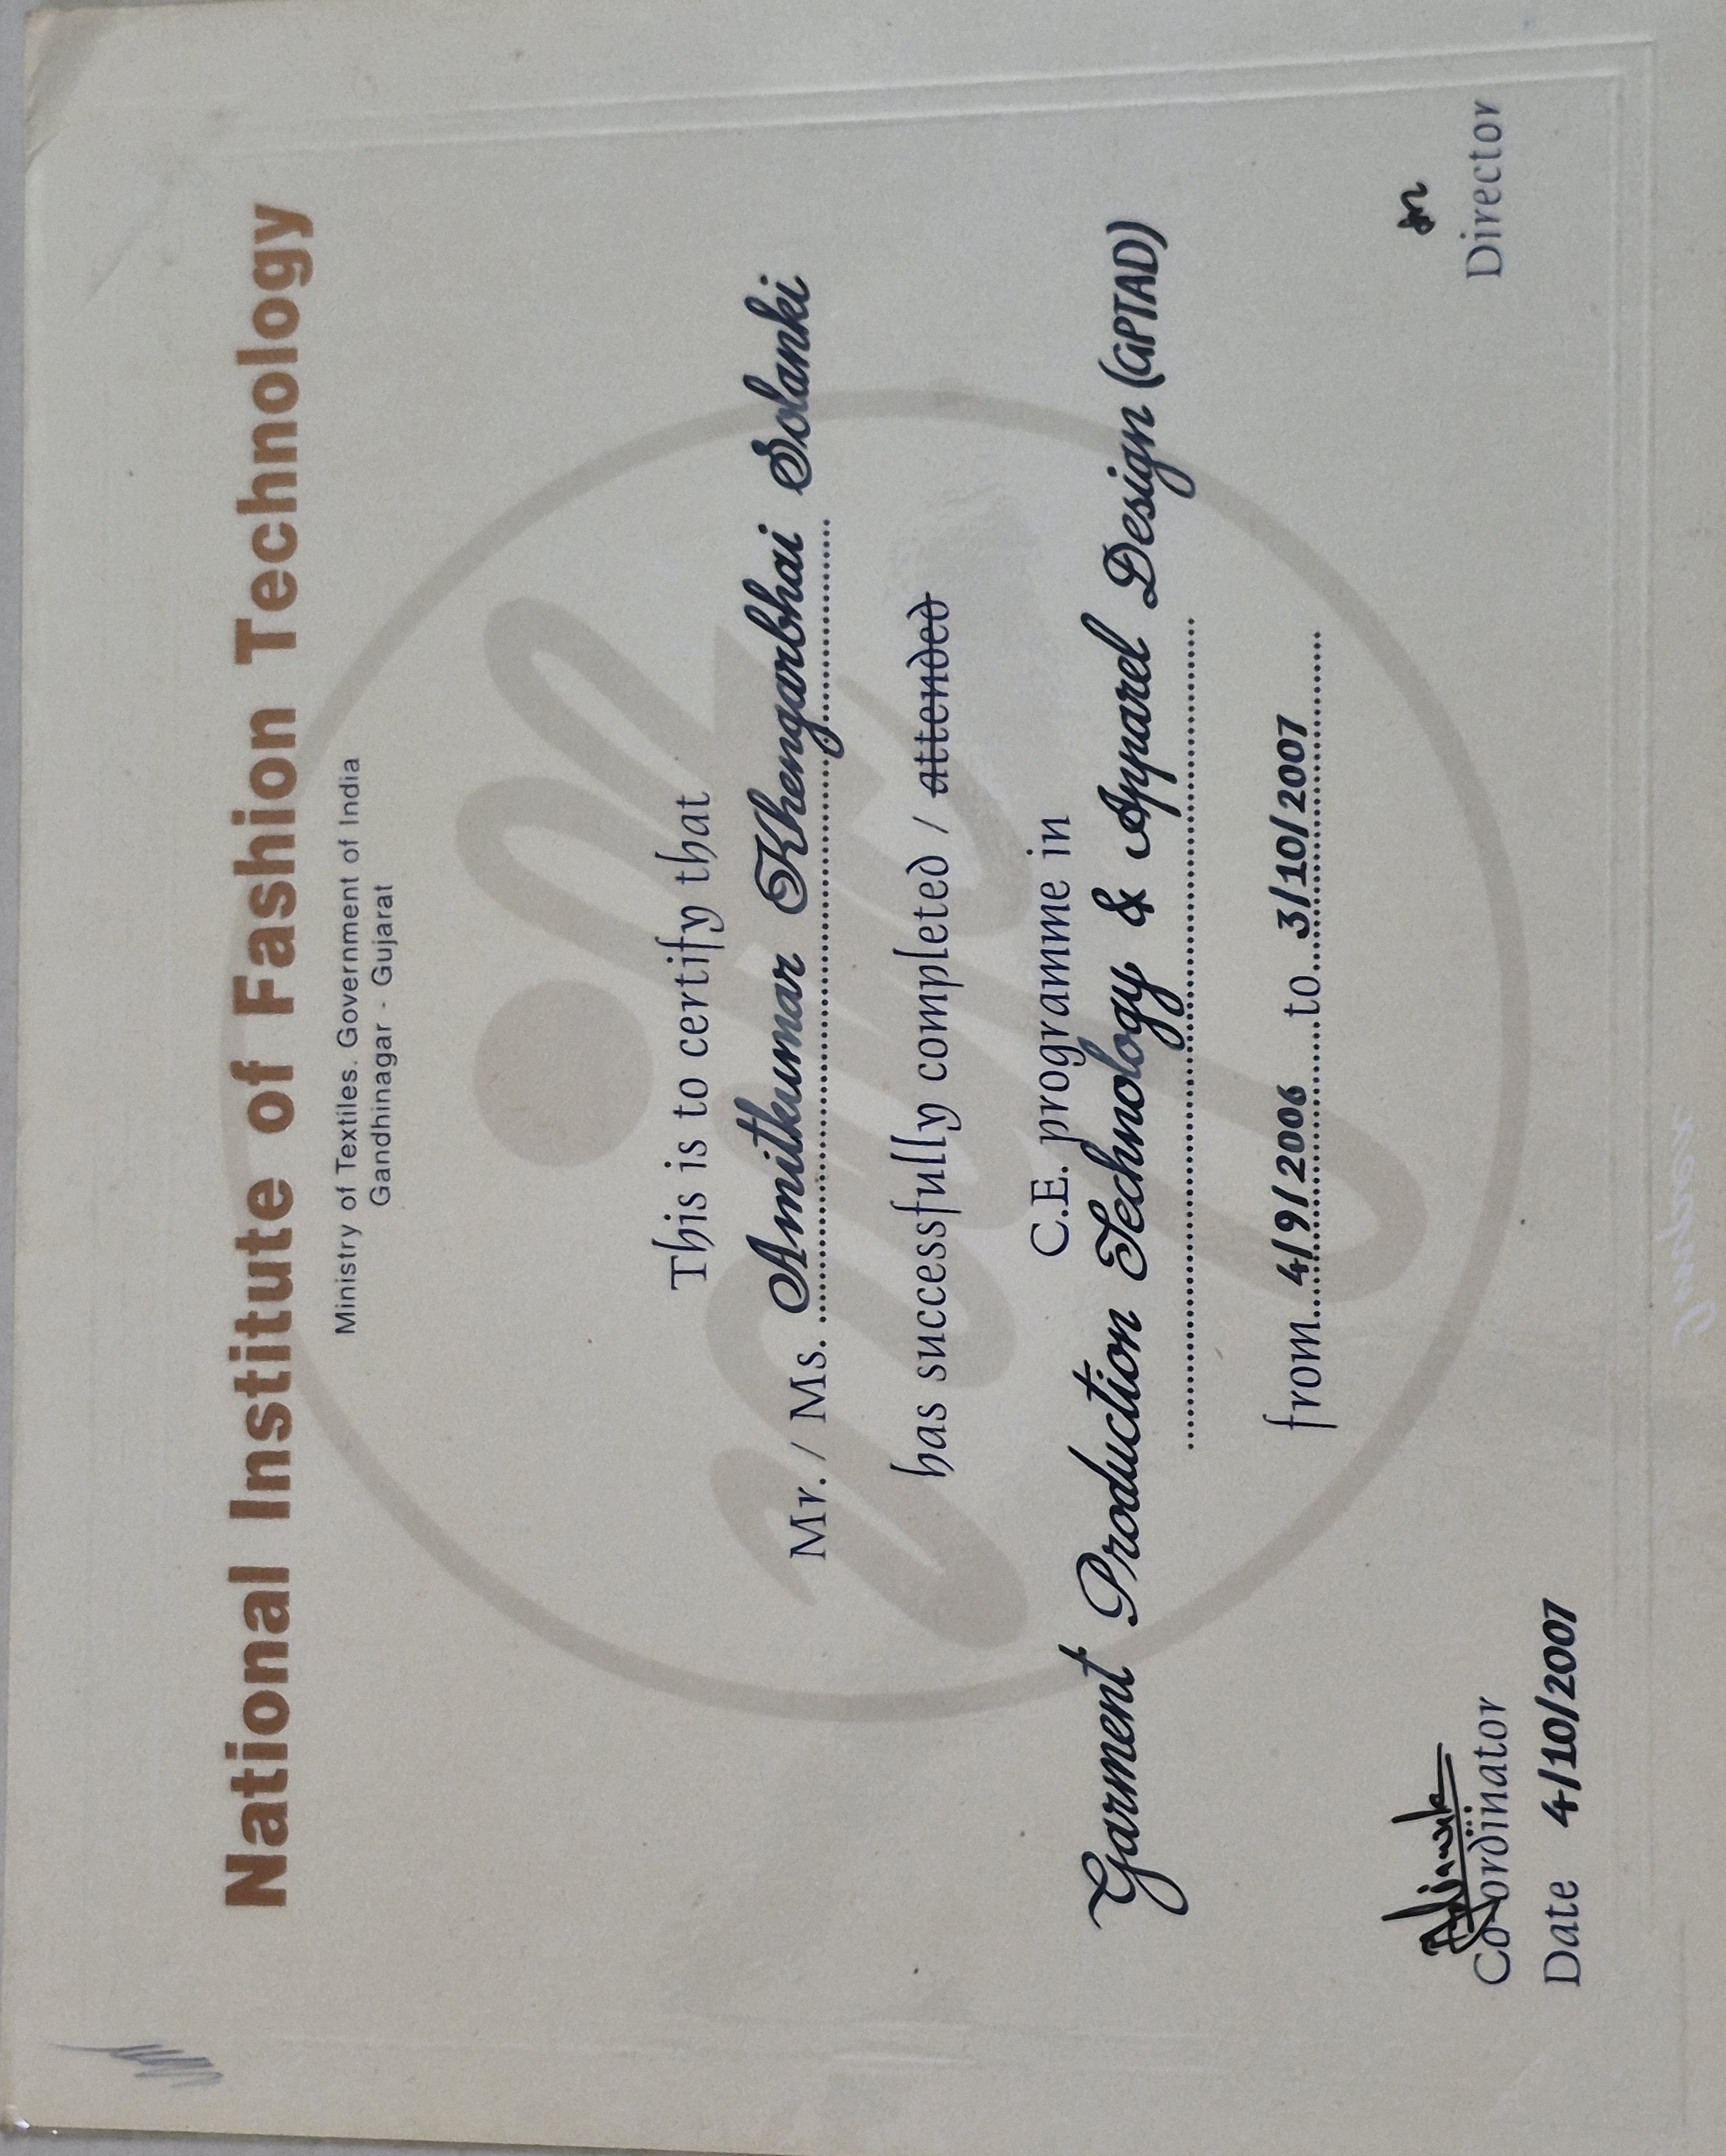 National Institute of Fashion Technology
Ministry of Textiles. Government of India
Gandhinagar - Gujarat
This is to certify that
Mr. / Ms. Amitkumar Khengarbhai Solanki
has successfully completed / attended
C.E. programme in
Garment Production Technology & Apparel Design (GPTAD)
from 4/9/2006 to 3/10/2007
Co-ordinator
Director
Date 4/10/2007